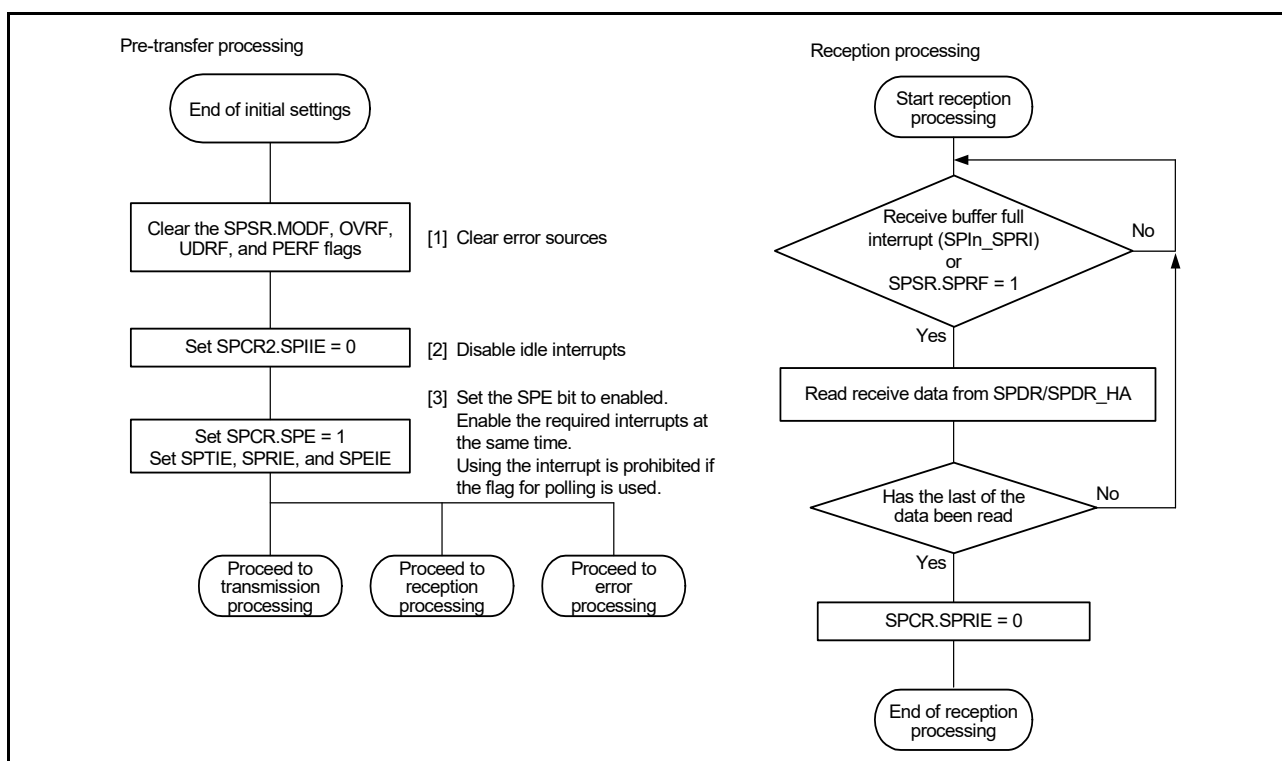 Pre-transfer processing
End of initial settings
Clear the SPSR.MODF, OVRF,
UDRF, and PERF flags
[1] Clear error sources
Set SPCR2.SPIIE = 0
[2] Disable idle interrupts
Set SPCR.SPE = 1
Set SPTIE, SPRIE, and SPEIE
[3] Set the SPE bit to enabled.
Enable the required interrupts at
the same time.
Using the interrupt is prohibited if
the flag for polling is used.
Proceed to
transmission
processing
Proceed to
reception
processing
Proceed to
error
processing
Reception processing
Start reception
processing
Receive buffer full
interrupt (SPIn_SPRI)
or
SPSR.SPRF = 1
No
Yes
Read receive data from SPDR/SPDR_HA
Has the last of the
data been read
No
Yes
SPCR.SPRIE = 0
End of reception
processing